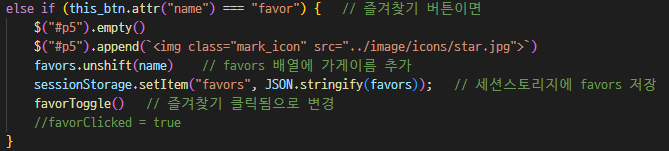 else if (this_btn.attr("name") === "favor") {   // 즐겨찾기 버튼이면
    $("#p5").empty()
    $("#p5").append(`<img class="mark_icon" src="../image/icons/star.jpg">`)
    favors.unshift(name)    // favors 배열에 가게이름 추가
    sessionStorage.setItem("favors", JSON.stringify(favors));   // 세션스토리지에 favors 저장
    favorToggle()   // 즐겨찾기 클릭됨으로 변경
    //favorClicked = true
}